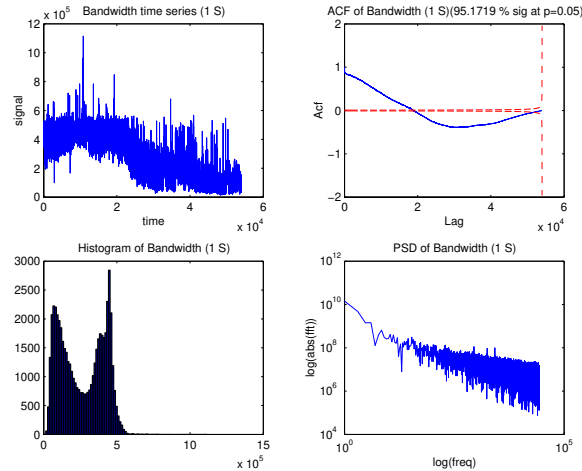 Bandwidth time series (1 S)
x 10^5
12
10
8
6
4
2
0
signal
0 2 4 6
time
x 10^4
ACF of Bandwidth (1 S)(95.1719 % sig at p=0.05)
2
1
0
−1
−2
Acf
0 2 4 6
Lag
x 10^4
Histogram of Bandwidth (1 S)
3000
2500
2000
1500
1000
500
0
0 5 10 15
x 10^5
PSD of Bandwidth (1 S)
10^12
10^10
10^8
10^6
10^4
log(abs(fft))
10^0 10^5
log(freq)